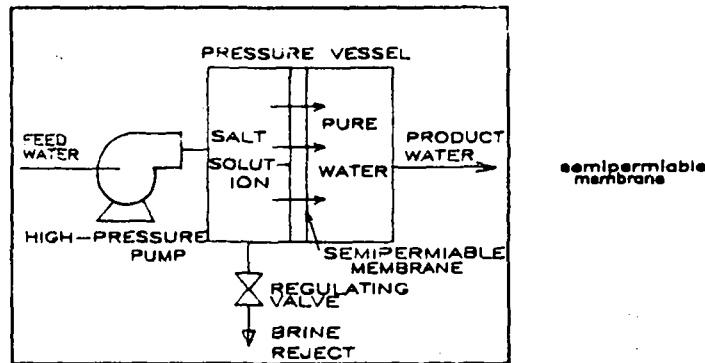 PRESSURE VESSEL
FEED
WATER
SALT
SOLUT
ION
PURE
WATER
PRODUCT
WATER
HIGH-PRESSURE
PUMP
SEMIPERMIABLE
MEMBRANE
REGULATING
VALVE
BRINE
REJECT
semipermiable
membrane